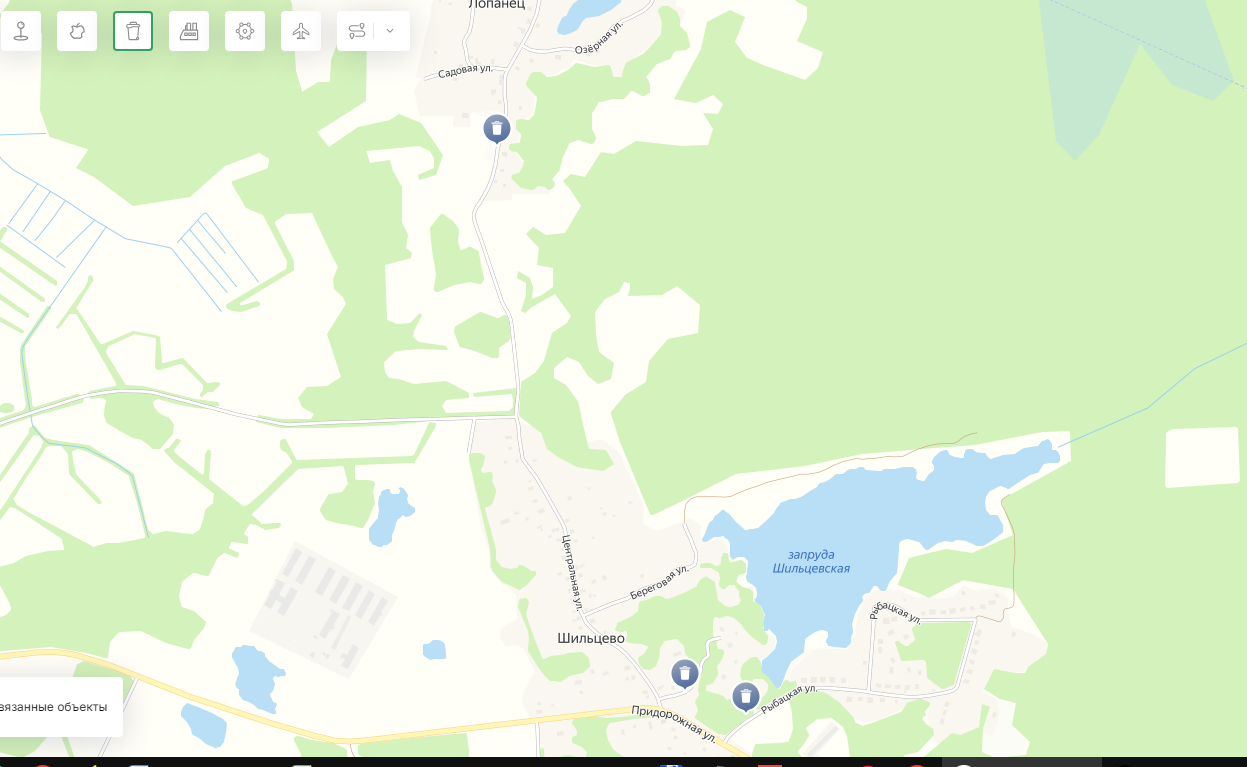 Лопанец
Озёрная ул.
Садовая ул.
запруда
Шильцевская
Центральная ул.
Береговая ул.
Рыбацкая ул.
Шильцево
Рыбацкая ул.
Придорожная ул.
вязанные объекты